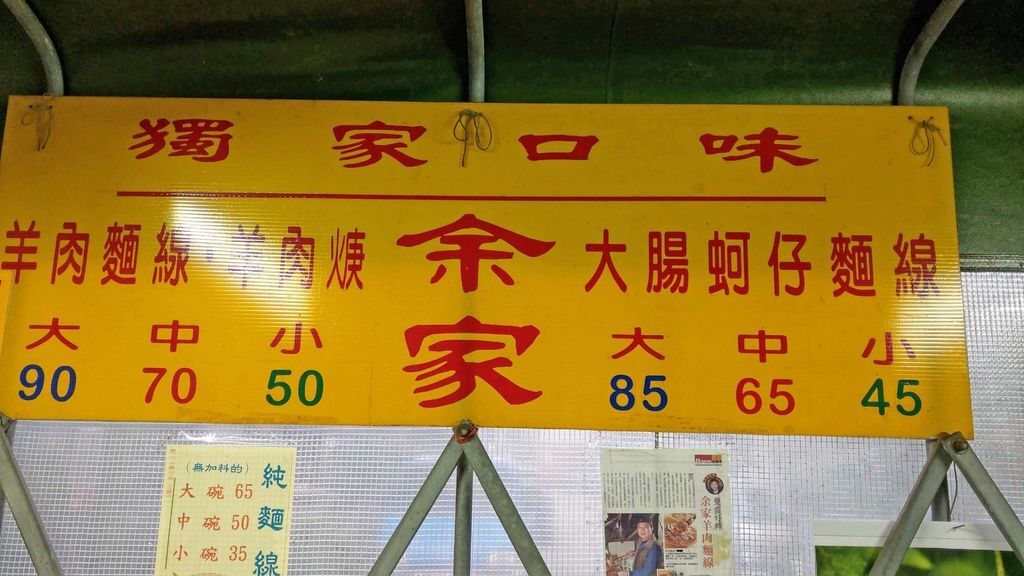 獨家口味
羊肉麵線·羊肉焿
大 中 小
90 70 50
余家
大腸蚵仔麵線
大 中 小
85 65 45
純麵線
(無加料的)
大碗 65
中碗 50
小碗 35
余家羊肉麵線